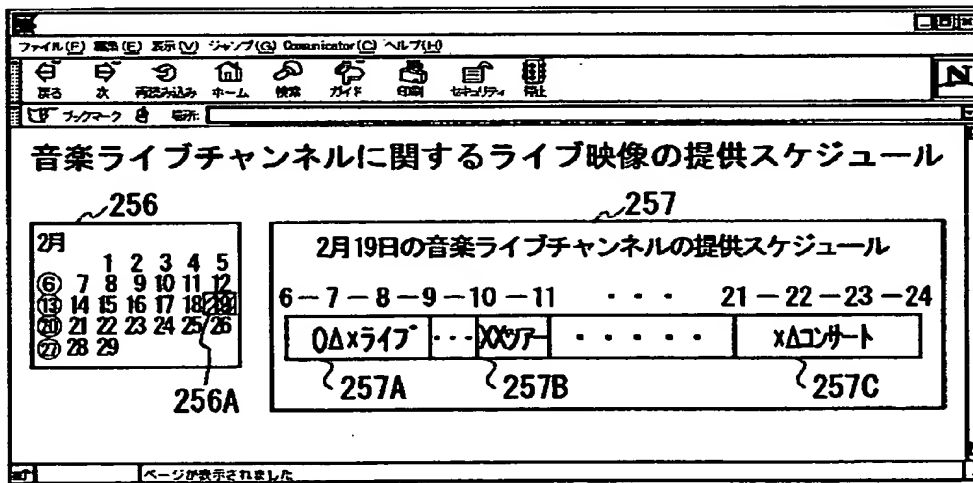 ファイル(F) 編集(E) 表示(V) ジャンプ(G) Comunicator(C) ヘルプ(H)
戻る 次 再読み込み ホーム 検索 ガイド 印刷 セキュリティ 停止 N
ブックマーク 場所:
音楽ライブチャンネルに関するライブ映像の提供スケジュール
256
2月
1 2 3 4 5
6 7 8 9 10 11 12
13 14 15 16 17 18 19
20 21 22 23 24 25 26
27 28 29
256A
257
2月19日の音楽ライブチャンネルの提供スケジュール
6-7-8-9-10-11 ・・・ 21-22-23-24
O△×ライブ ・・・ XXツアー ・・・・・ ×△コンサート
257A 257B 257C
ページが表示されました